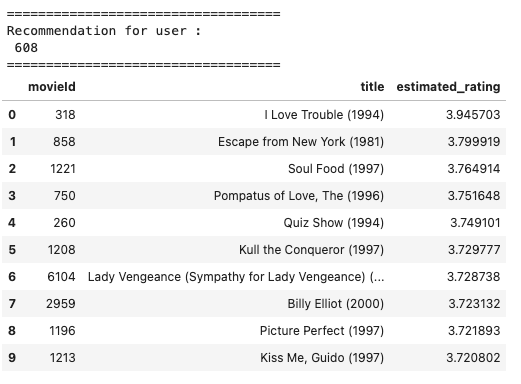 ===================================
Recommendation for user :
608
===================================
movieId title estimated_rating
0 318 I Love Trouble (1994) 3.945703
1 858 Escape from New York (1981) 3.799919
2 1221 Soul Food (1997) 3.764914
3 750 Pompatus of Love, The (1996) 3.751648
4 260 Quiz Show (1994) 3.749101
5 1208 Kull the Conqueror (1997) 3.729777
6 6104 Lady Vengeance (Sympathy for Lady Vengeance) (... 3.728738
7 2959 Billy Elliot (2000) 3.723132
8 1196 Picture Perfect (1997) 3.721893
9 1213 Kiss Me, Guido (1997) 3.720802